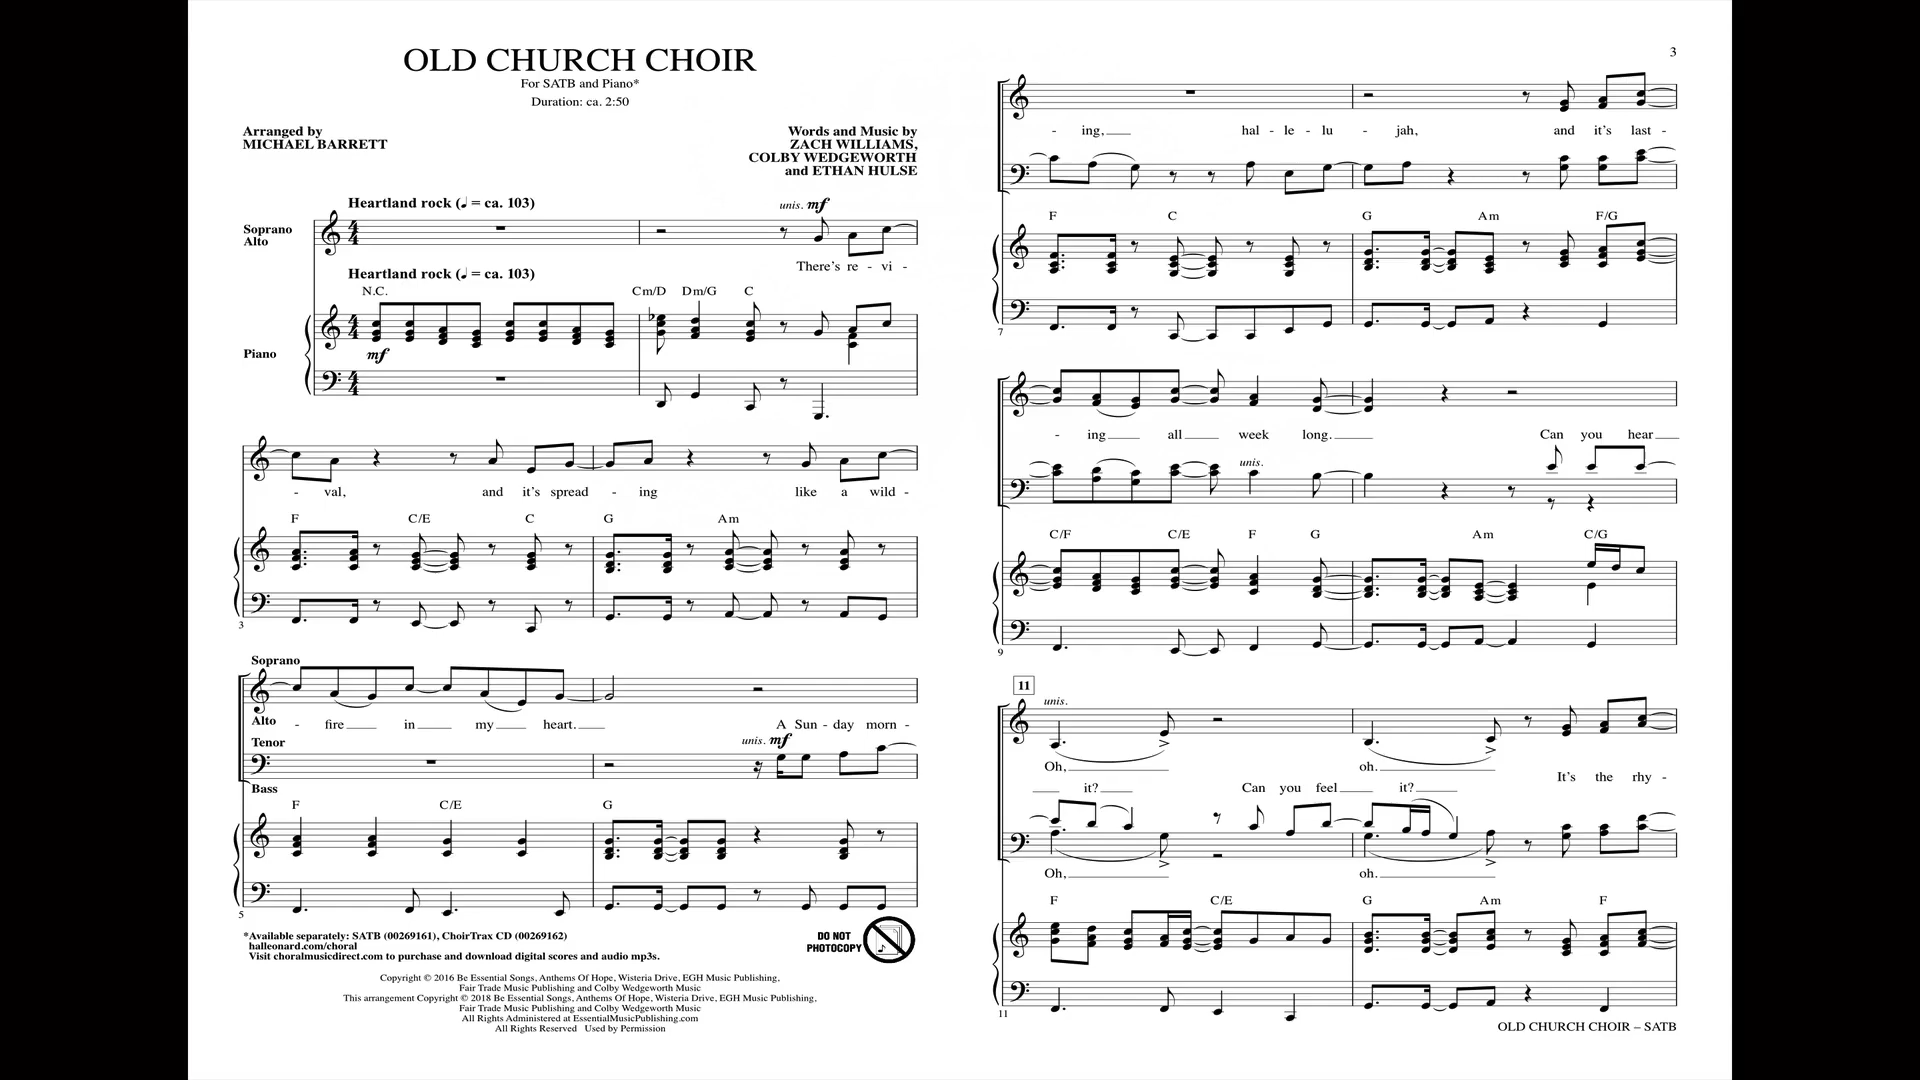 OLD CHURCH CHOIR
For SATB and Piano*
Duration: ca. 2:50
Arranged by
MICHAEL BARRETT
Words and Music by
ZACH WILLIAMS,
COLBY WEDGEWORTH
and ETHAN HULSE
Heartland rock (♩ = ca. 103)
unis. mf
Soprano
Alto
There's re - vi -
Heartland rock (♩ = ca. 103)
N.C. Cm/D Dm/G C
mf
Piano
- val, and it's spread - ing like a wild -
F C/E C G Am
3
Soprano
Alto - fire in my heart. A Sun - day morn -
Tenor unis. mf
Bass
F C/E G
5
*Available separately: SATB (00269161), ChoirTrax CD (00269162)
halleonard.com/choral
Visit choralmusicdirect.com to purchase and download digital scores and audio mp3s.
DO NOT
PHOTOCOPY
Copyright © 2016 Be Essential Songs, Anthems Of Hope, Wisteria Drive, EGH Music Publishing,
Fair Trade Music Publishing and Colby Wedgeworth Music
This arrangement Copyright © 2018 Be Essential Songs, Anthems Of Hope, Wisteria Drive, EGH Music Publishing,
Fair Trade Music Publishing and Colby Wedgeworth Music
All Rights Administered at EssentialMusicPublishing.com
All Rights Reserved Used by Permission
3
- ing, hal - le - lu - jah, and it's last -
F C G Am F/G
7
- ing all week long. Can you hear
unis.
C/F C/E F G Am C/G
9
11
unis.
Oh, oh. It's the rhy -
it? Can you feel it?
Oh, oh.
F C/E G Am F
11
OLD CHURCH CHOIR – SATB